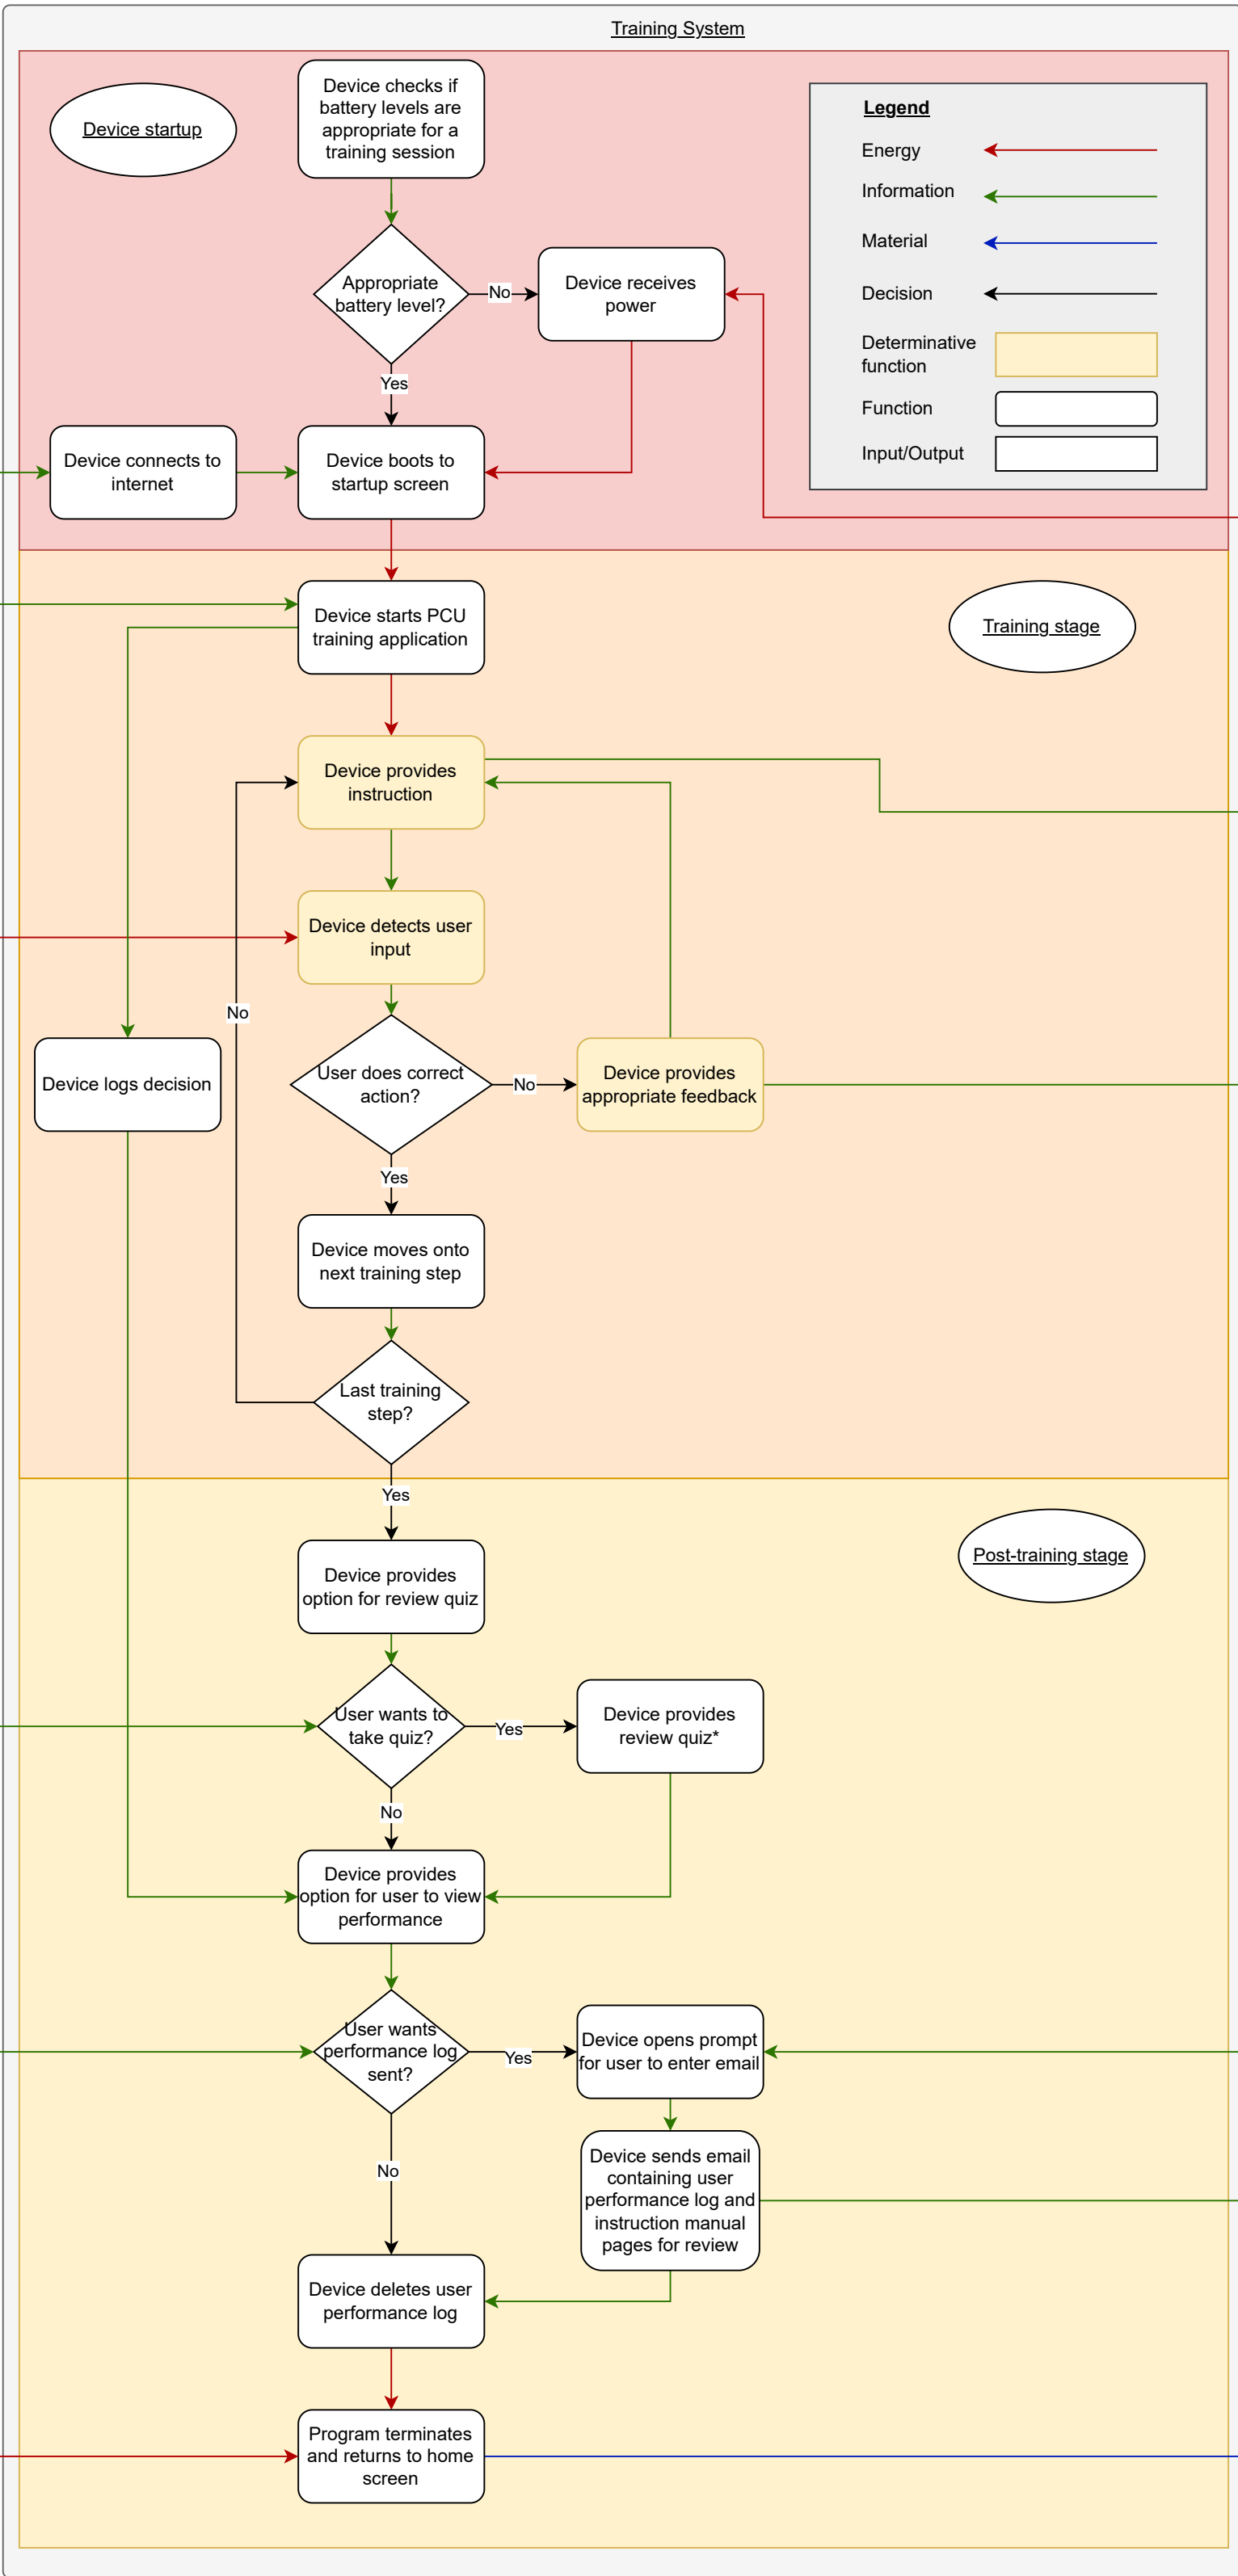 Training System
Device startup
Device checks if
battery levels are
appropriate for a
training session
Legend
Energy
Information
Material
Decision
Determinative
function
Function
Input/Output
Appropriate
battery level?
No
Device receives
power
Yes
Device connects to
internet
Device boots to
startup screen
Training stage
Device starts PCU
training application
Device provides
instruction
Device detects user
input
No
Device logs decision
User does correct
action?
No
Device provides
appropriate feedback
Yes
Device moves onto
next training step
Last training
step?
Yes
Post-training stage
Device provides
option for review quiz
User wants to
take quiz?
Yes
Device provides
review quiz*
No
Device provides
option for user to view
performance
User wants
performance log
sent?
Yes
Device opens prompt
for user to enter email
No
Device sends email
containing user
performance log and
instruction manual
pages for review
Device deletes user
performance log
Program terminates
and returns to home
screen